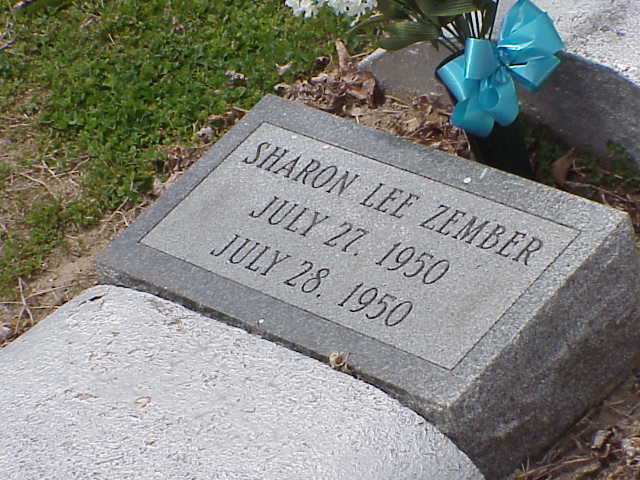 SHARON LEE ZEMBER
JULY 27. 1950
JULY 28. 1950